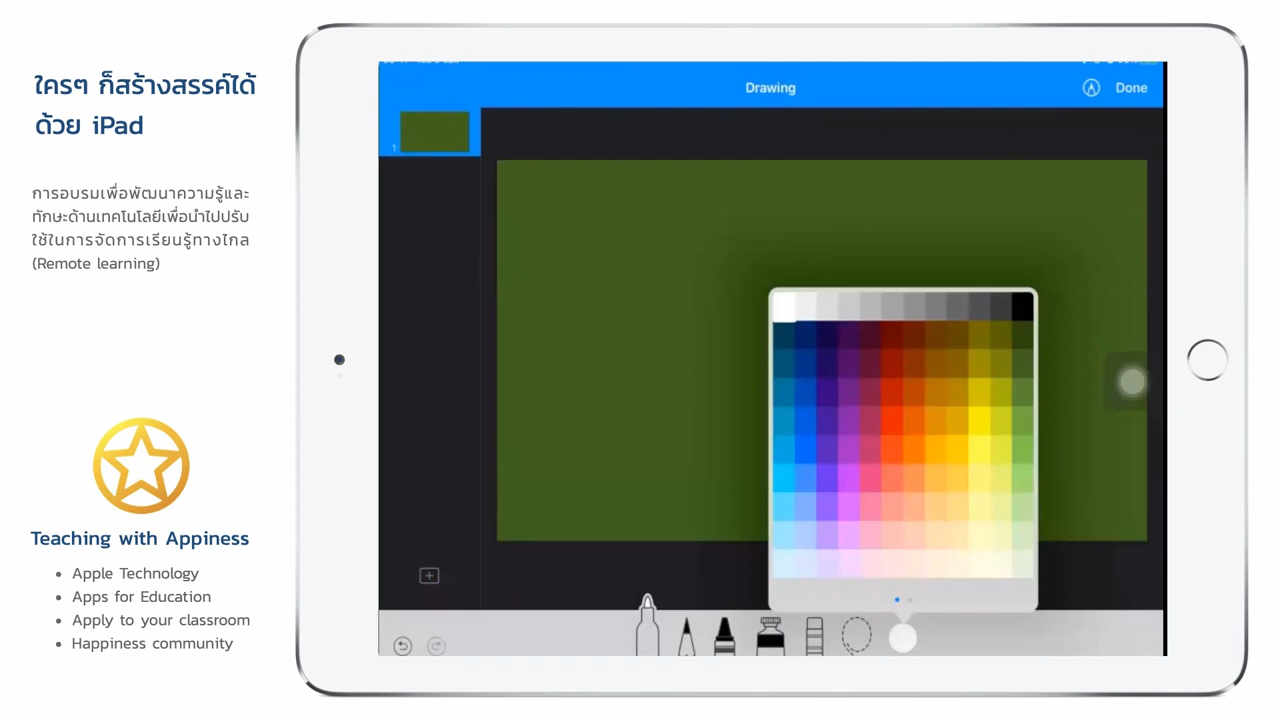 ใครๆ ก็สร้างสรรค์ได้
ด้วย iPad
การอบรมเพื่อพัฒนาความรู้และ
ทักษะด้านเทคโนโลยีเพื่อนำไปปรับ
ใช้ในการจัดการเรียนรู้ทางไกล
(Remote learning)
Teaching with Appiness
• Apple Technology
• Apps for Education
• Apply to your classroom
• Happiness community
Drawing
Done
1